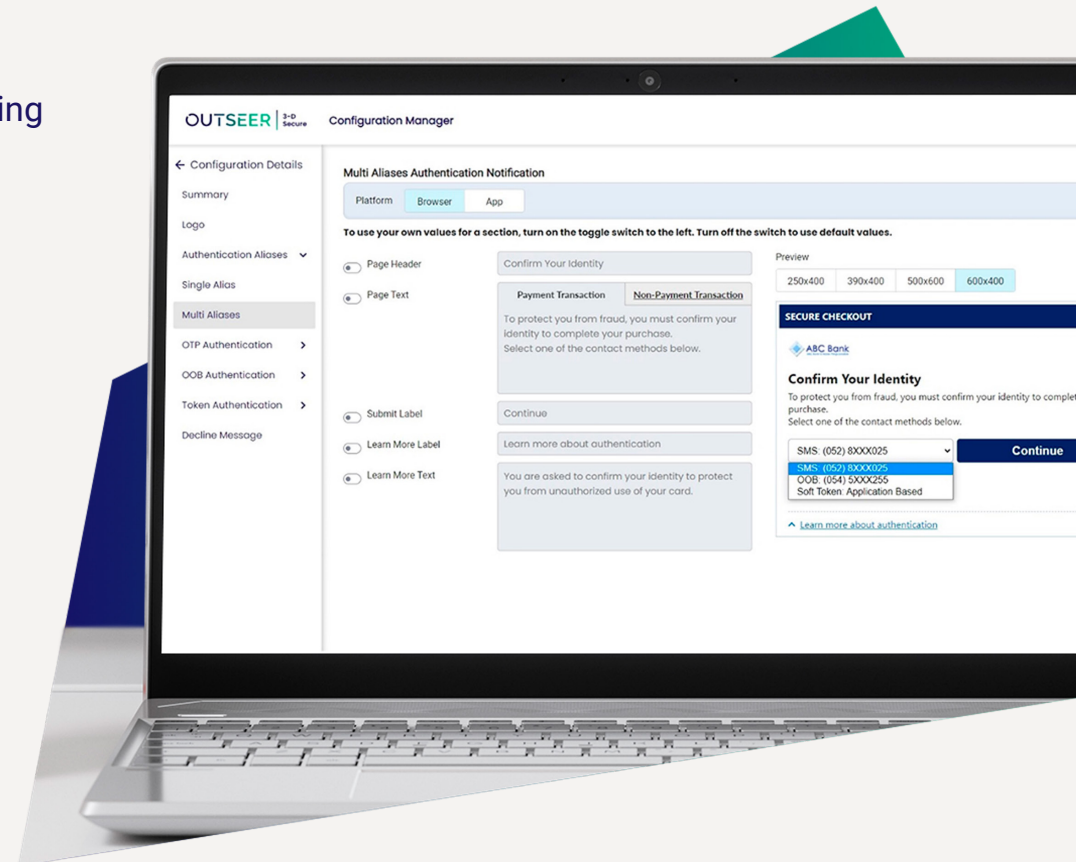 ing
OUTSEER 3-D Secure
Configuration Manager
Configuration Details
Summary
Logo
Authentication Aliases
Single Alias
Multi Aliases
OTP Authentication
OOB Authentication
Token Authentication
Decline Message
Multi Aliases Authentication Notification
Platform Browser App
To use your own values for a section, turn on the toggle switch to the left. Turn off the switch to use default values.
Page Header
Confirm Your Identity
Page Text
Payment Transaction Non-Payment Transaction
To protect you from fraud, you must confirm your
identity to complete your purchase.
Select one of the contact methods below.
Submit Label
Continue
Learn More Label
Learn more about authentication
Learn More Text
You are asked to confirm your identity to protect
you from unauthorized use of your card.
Preview
250x400 390x400 500x600 600x400
SECURE CHECKOUT
ABC Bank
Confirm Your Identity
To protect you from fraud, you must confirm your identity to complet
purchase.
Select one of the contact methods below.
SMS: (052) 8XXX025
Continue
SMS: (052) 8XXX025
OOB: (054) 5XXX255
Soft Token: Application Based
Learn more about authentication